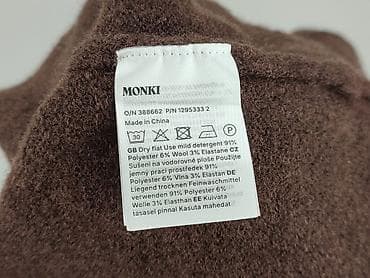 MONKI
O/N 388662 P/N 1295333 2
Made in China
30
P
GB Dry flat Use mild detergent 91%
Polyester 6% Wool 3% Elastane CZ
Sušení na vodorovné ploše Použijte
jemný prací prostředek 91%
Polyester 6% Vlna 3% Elastan DE
Liegend trocknen Feinwaschmittel
verwenden 91% Polyester 6%
Wolle 3% Elasthan EE Kuivata
tasasel pinnal Kasuta mahedat